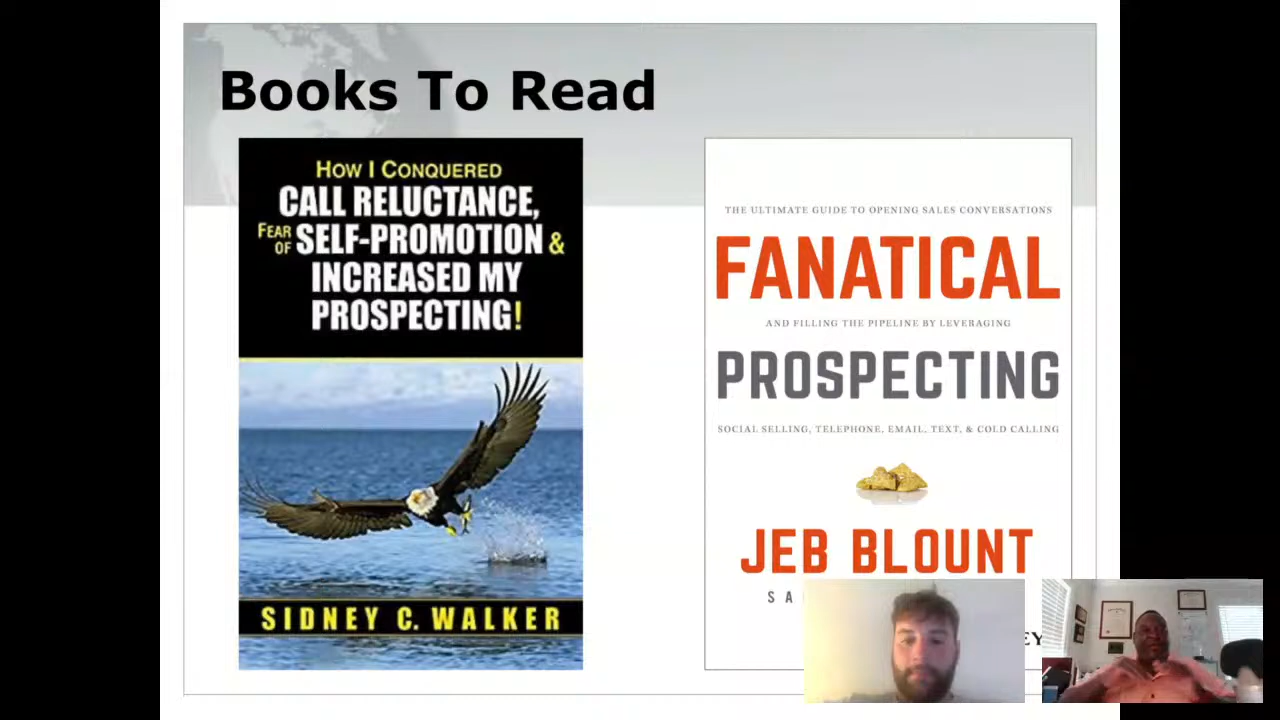 Books To Read
How I Conquered
Call Reluctance,
Fear of Self-Promotion &
Increased My
Prospecting!
Sidney C. Walker
THE ULTIMATE GUIDE TO OPENING SALES CONVERSATIONS
FANATICAL
AND FILLING THE PIPELINE BY LEVERAGING
PROSPECTING
SOCIAL SELLING, TELEPHONE, EMAIL, TEXT, & COLD CALLING
JEB BLOUNT